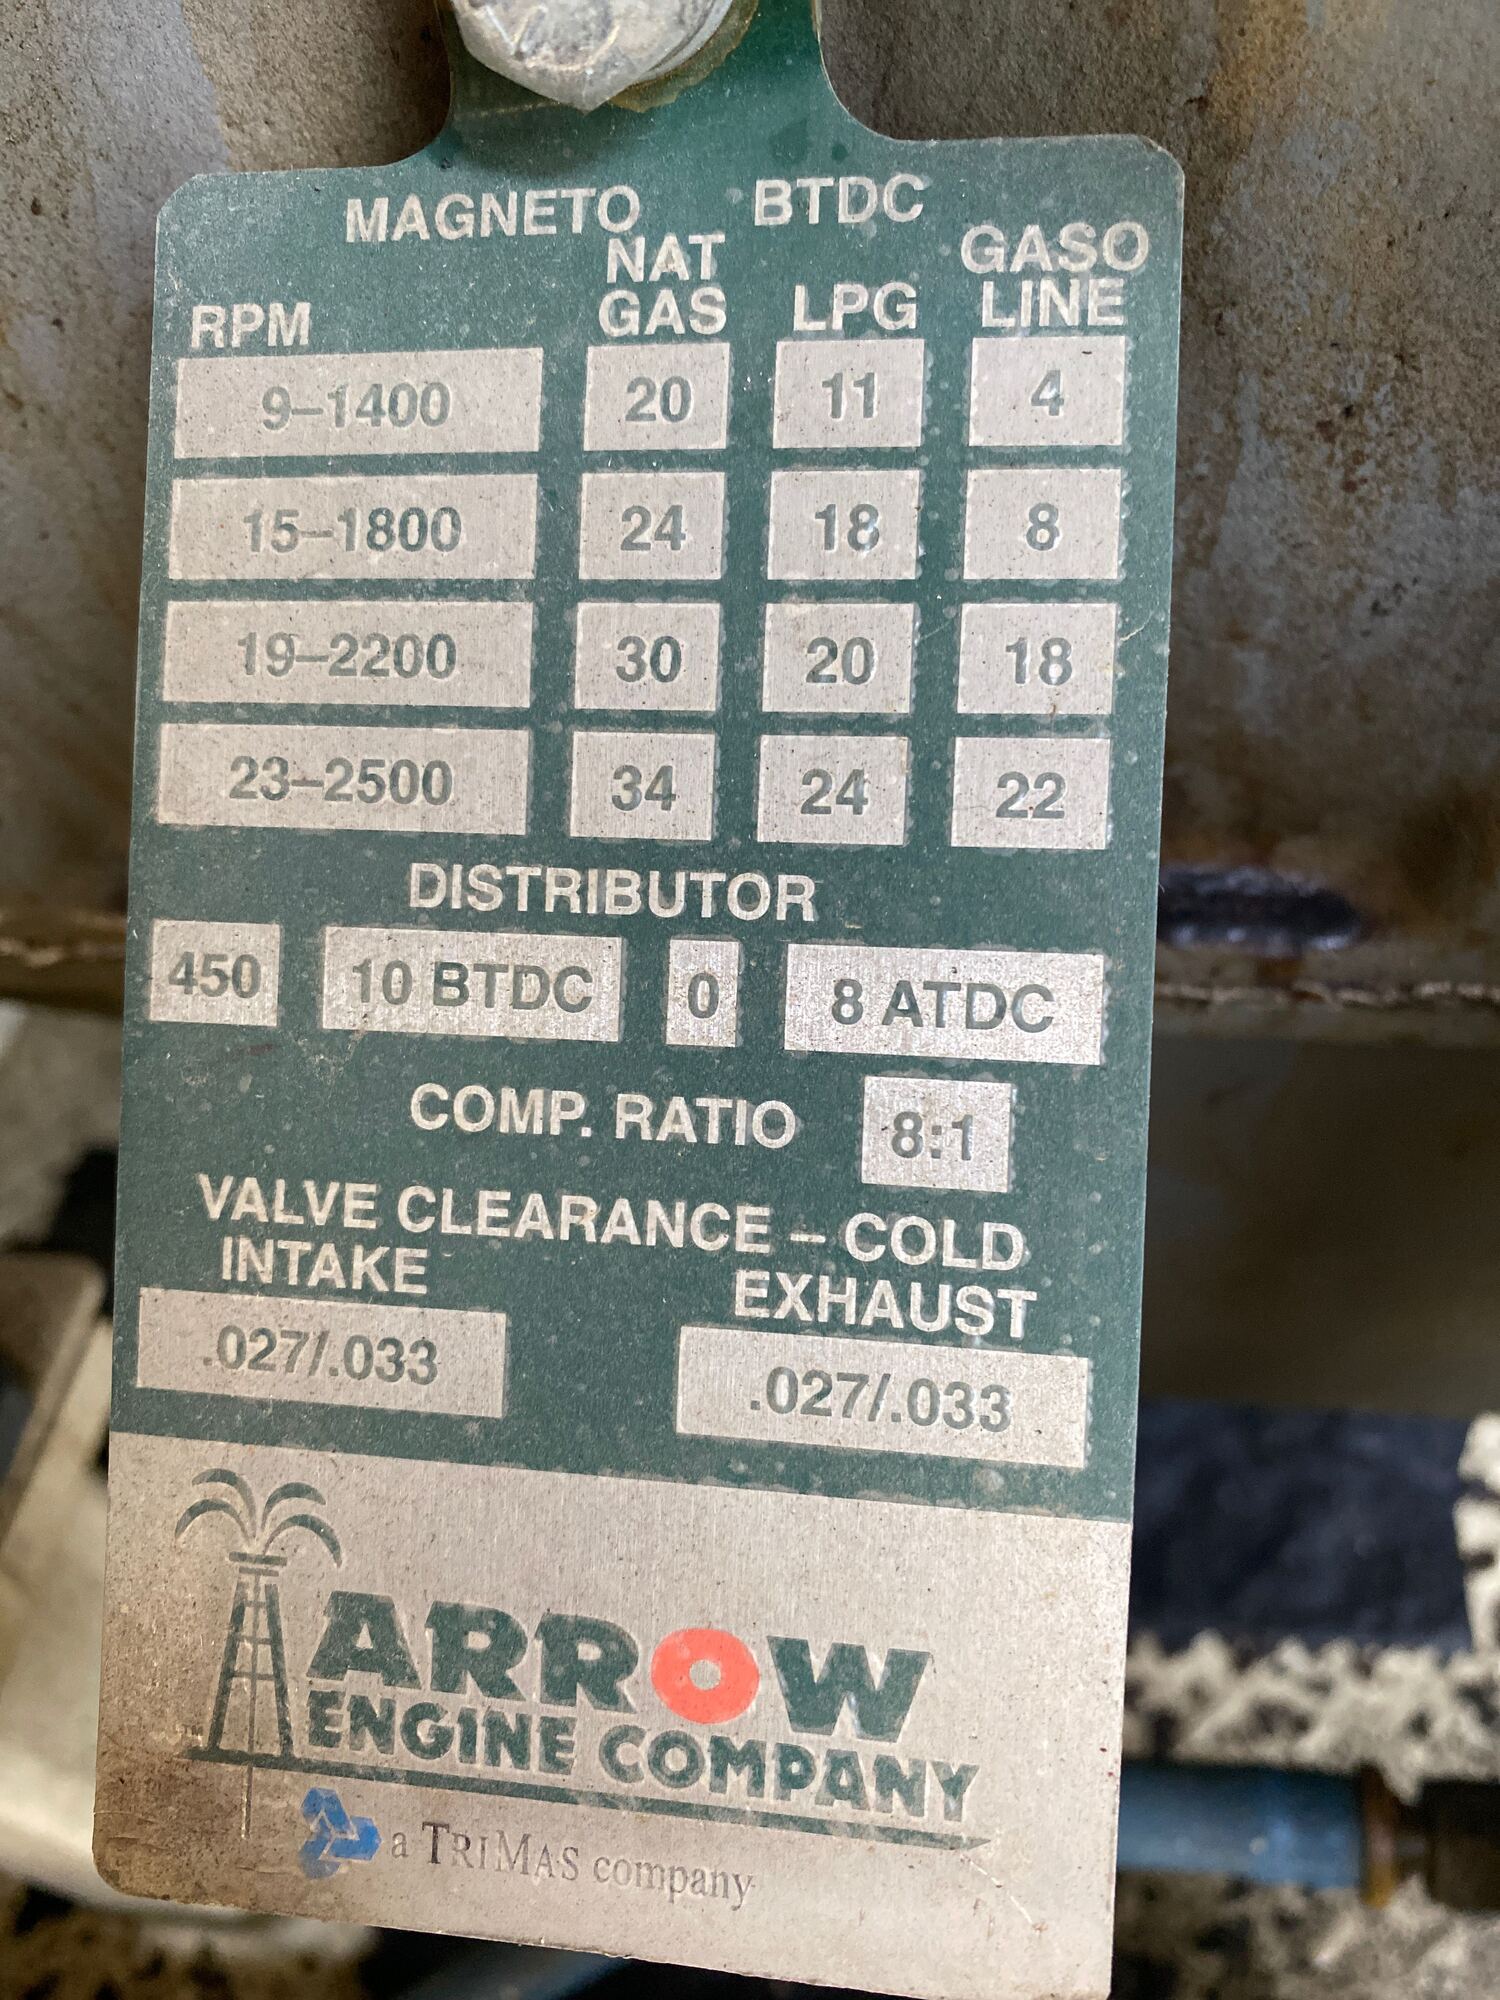 MAGNETO BTDC
RPM NAT GAS LPG GASO LINE
9–1400 20 11 4
15–1800 24 18 8
19–2200 30 20 18
23–2500 34 24 22
DISTRIBUTOR
450 10 BTDC 0 8 ATDC
COMP. RATIO 8:1
VALVE CLEARANCE – COLD
INTAKE EXHAUST
.027/.033 .027/.033
ARROW
ENGINE COMPANY
TM
a TRIMAS company